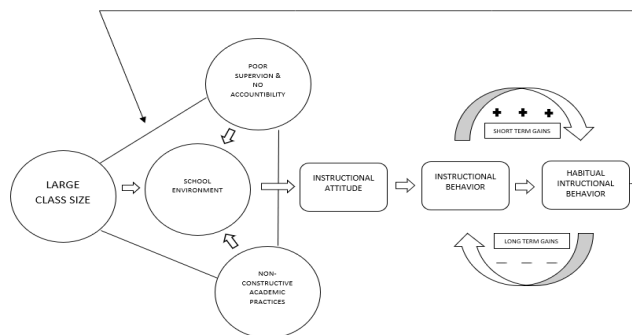 POOR
SUPERVION &
NO
ACCOUNTIBILITY
LARGE
CLASS SIZE
SCHOOL
ENVIRONMENT
NON-
CONSTRUCTIVE
ACADEMIC
PRACTICES
INSTRUCTIONAL
ATTITUDE
INSTRUCTIONAL
BEHAVIOR
HABITUAL
INTRUCTIONAL
BEHAVIOR
+ + +
SHORT TERM GAINS
LONG TERM GAINS
— — —